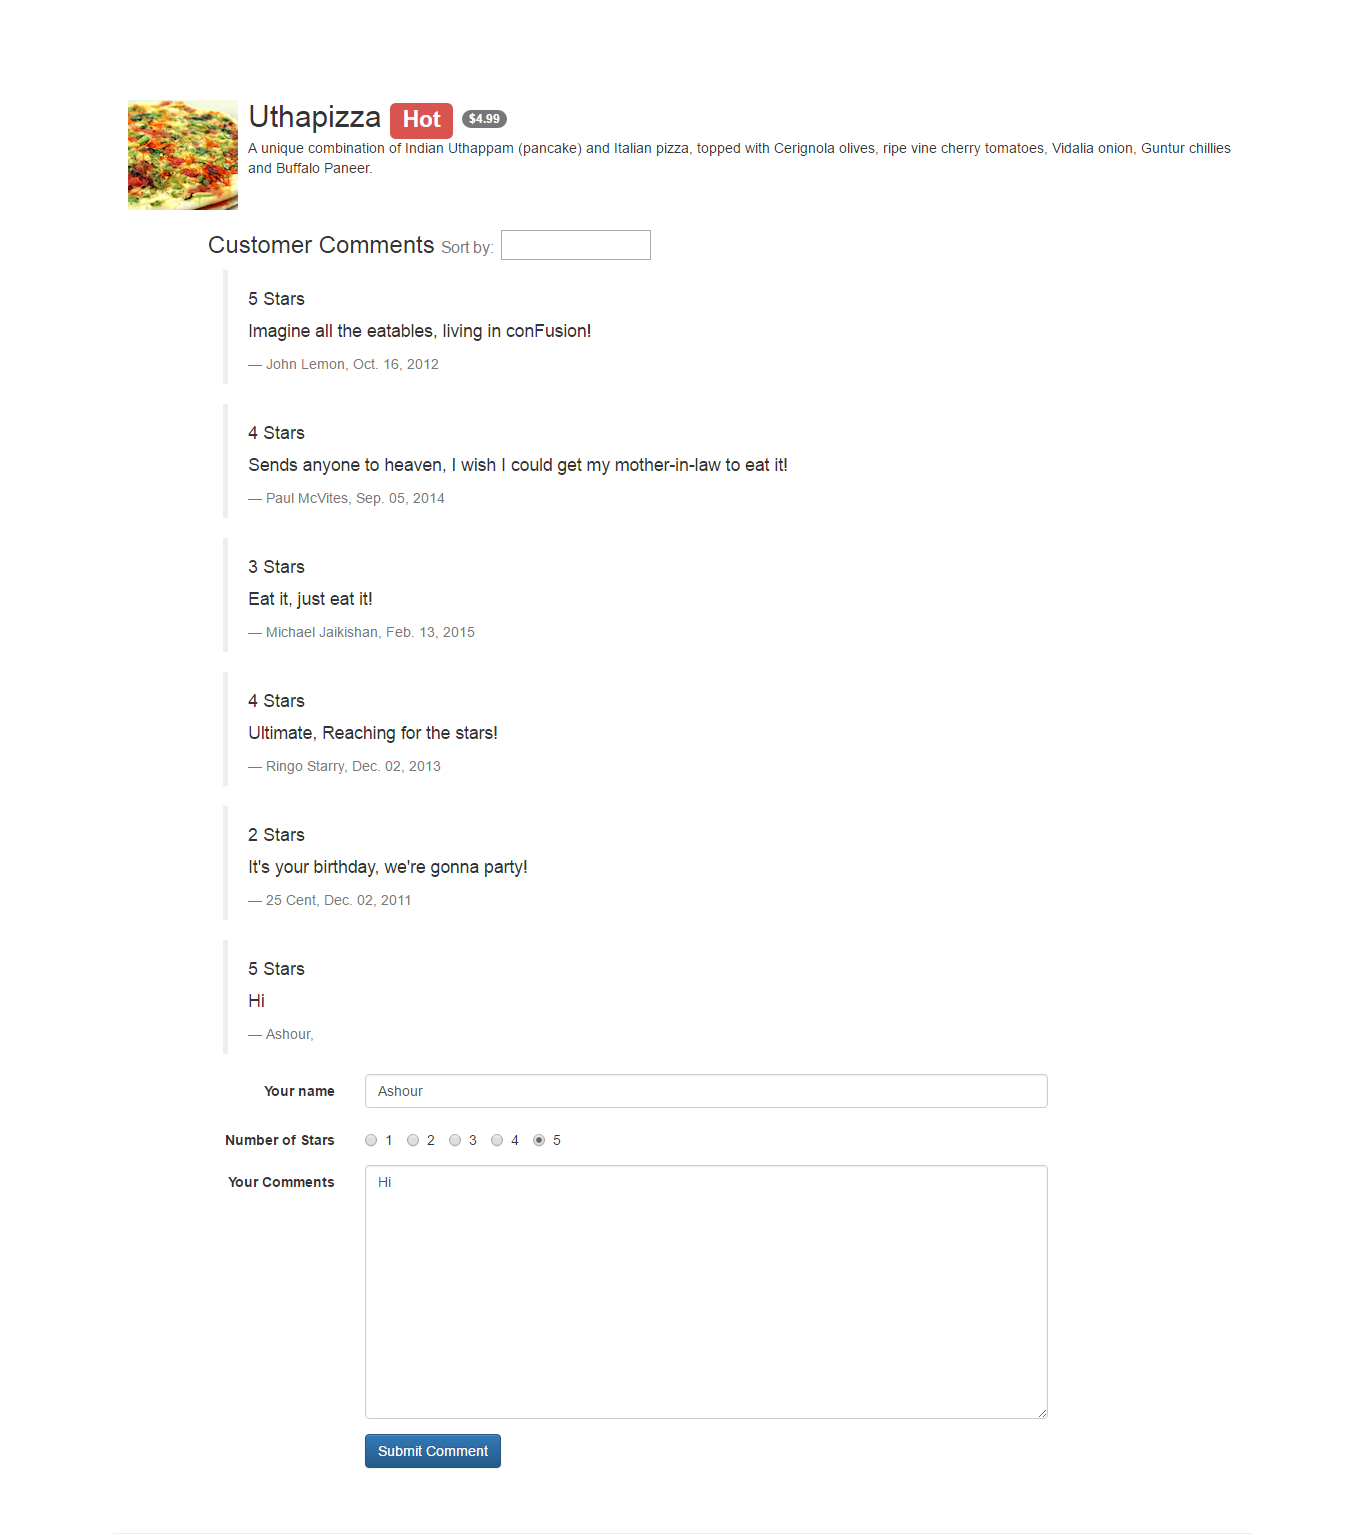 Uthapizza Hot $4.99
A unique combination of Indian Uthappam (pancake) and Italian pizza, topped with Cerignola olives, ripe vine cherry tomatoes, Vidalia onion, Guntur chillies
and Buffalo Paneer.
Customer Comments Sort by:
5 Stars
Imagine all the eatables, living in conFusion!
— John Lemon, Oct. 16, 2012
4 Stars
Sends anyone to heaven, I wish I could get my mother-in-law to eat it!
— Paul McVites, Sep. 05, 2014
3 Stars
Eat it, just eat it!
— Michael Jaikishan, Feb. 13, 2015
4 Stars
Ultimate, Reaching for the stars!
— Ringo Starry, Dec. 02, 2013
2 Stars
It's your birthday, we're gonna party!
— 25 Cent, Dec. 02, 2011
5 Stars
Hi
— Ashour,
Your name Ashour
Number of Stars 1 2 3 4 5
Your Comments Hi
Submit Comment